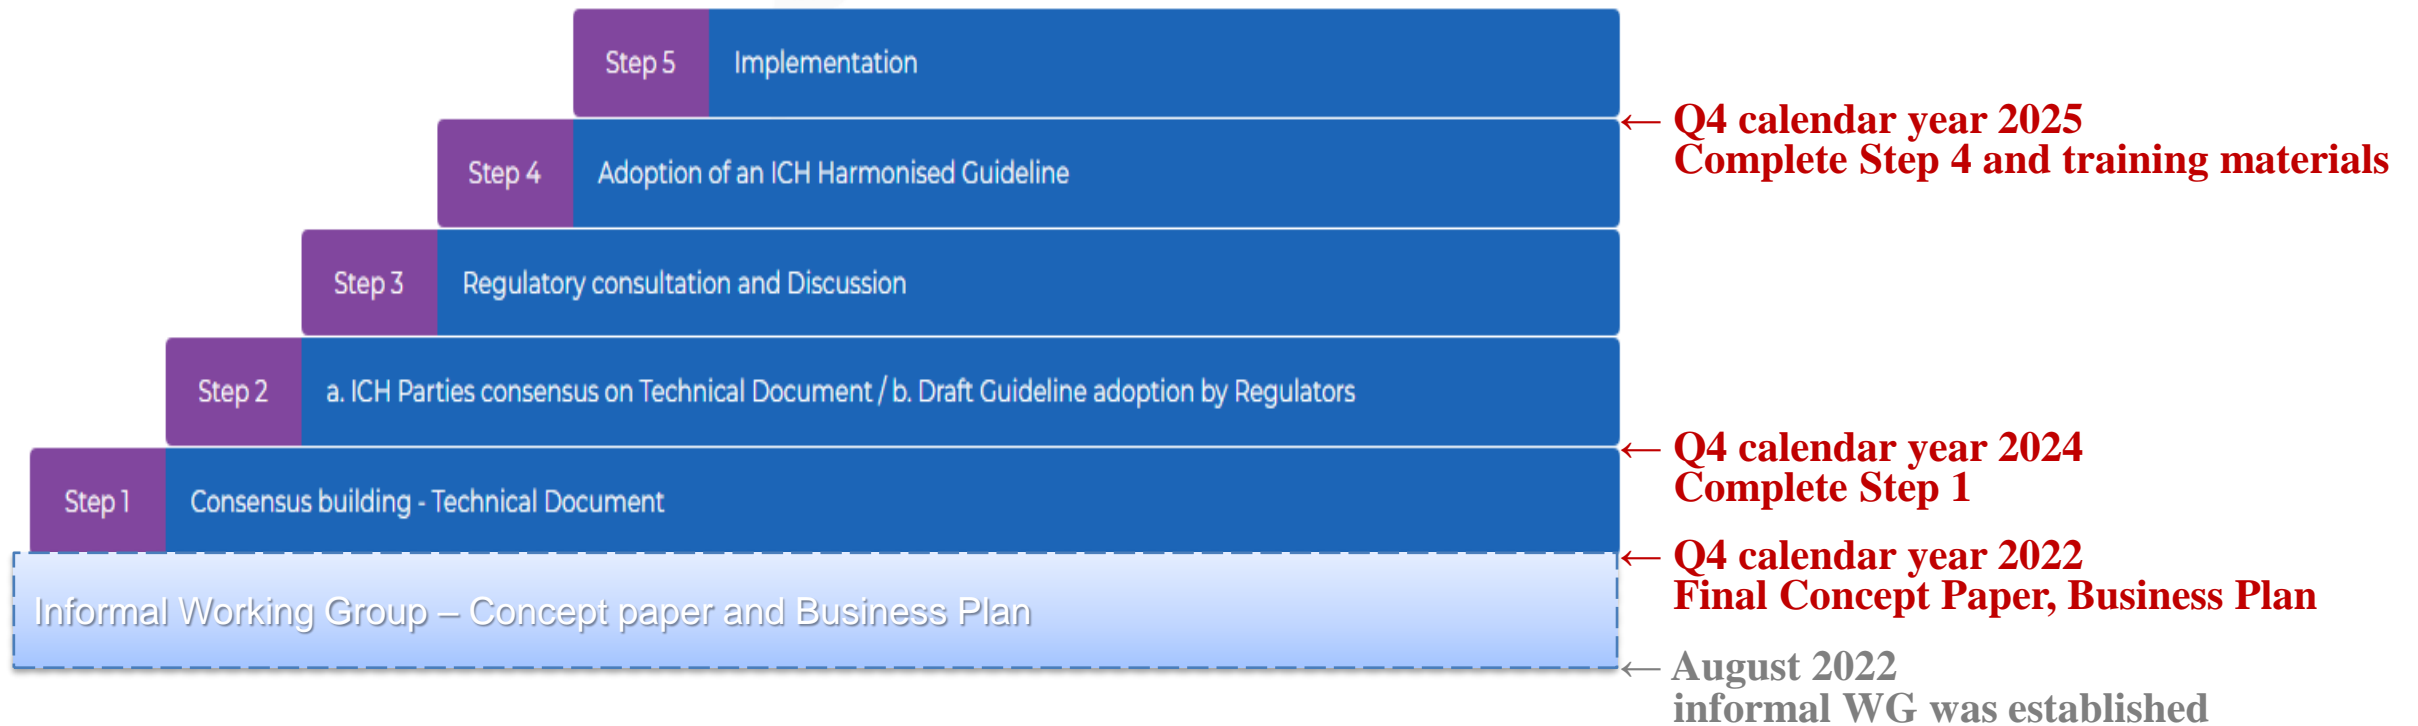 Step 5 Implementation
← Q4 calendar year 2025
Complete Step 4 and training materials
Step 4 Adoption of an ICH Harmonised Guideline
Step 3 Regulatory consultation and Discussion
Step 2 a. ICH Parties consensus on Technical Document / b. Draft Guideline adoption by Regulators
← Q4 calendar year 2024
Complete Step 1
Step 1 Consensus building - Technical Document
← Q4 calendar year 2022
Final Concept Paper, Business Plan
Informal Working Group – Concept paper and Business Plan
← August 2022
informal WG was established